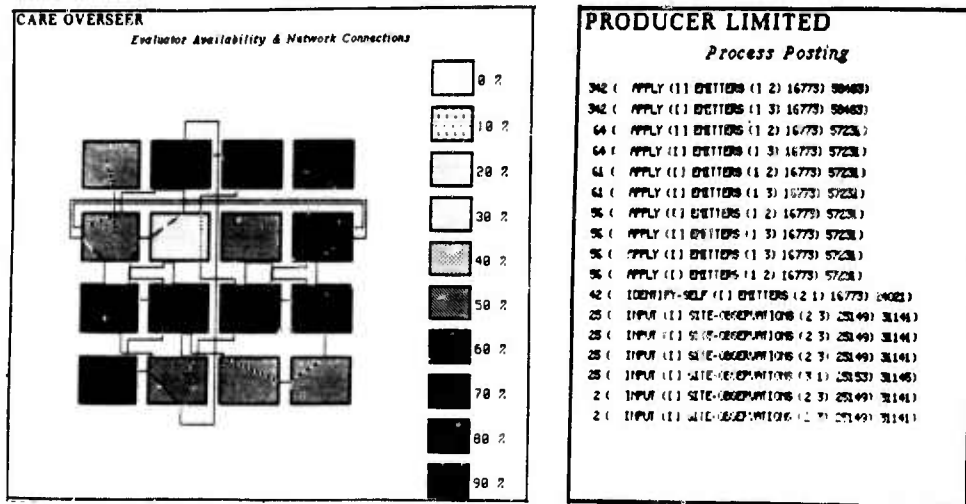 CARE OVERSEER
Evaluator Availability & Network Connections
0 %
10 %
20 %
30 %
40 %
50 %
60 %
70 %
80 %
90 %
PRODUCER LIMITED
Process Posting
342 ( APPLY ([] EMITTERS (1 2) 16773) 58483)
342 ( APPLY ([] EMITTERS (1 3) 16773) 58483)
64 ( APPLY ([] EMITTERS (1 2) 16773) 57231)
64 ( APPLY ([] EMITTERS (1 3) 16773) 57231)
61 ( APPLY ([] EMITTERS (1 2) 16773) 57231)
61 ( APPLY ([] EMITTERS (1 3) 16773) 57231)
96 ( APPLY ([] EMITTERS (1 2) 16773) 57231)
96 ( APPLY ([] EMITTERS (1 3) 16773) 57231)
96 ( APPLY ([] EMITTERS (1 3) 16773) 57231)
96 ( APPLY ([] EMITTERS (1 2) 16773) 57231)
42 ( IDENTIFY-SELF ([] EMITTERS (2 1) 16773) 24021)
25 ( INPUT ([] SITE-OBSERVATIONS (2 3) 25149) 31141)
25 ( INPUT ([] SITE-OBSERVATIONS (2 3) 25149) 31141)
25 ( INPUT ([] SITE-OBSERVATIONS (2 3) 25149) 31141)
25 ( INPUT ([] SITE-OBSERVATIONS (3 1) 25153) 31145)
2 ( INPUT ([] SITE-OBSERVATIONS (2 3) 25149) 31141)
2 ( INPUT ([] SITE-OBSERVATIONS 25149) 31141)